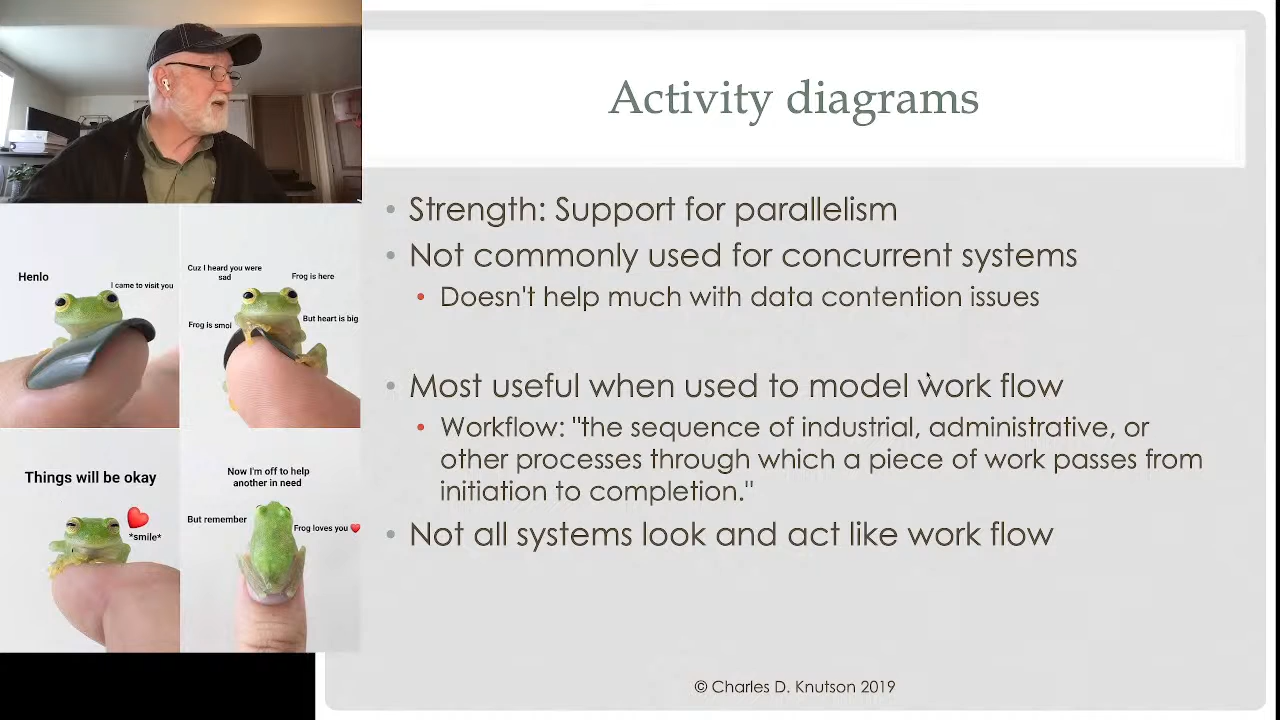 Activity diagrams
Strength: Support for parallelism
Not commonly used for concurrent systems
Doesn't help much with data contention issues
Most useful when used to model work flow
Workflow: "the sequence of industrial, administrative, or
other processes through which a piece of work passes from
initiation to completion."
Not all systems look and act like work flow
© Charles D. Knutson 2019
Henlo
I came to visit you
Cuz I heard you were
sad
Frog is here
Frog is smol
But heart is big
Things will be okay
*smile*
Now I'm off to help
another in need
But remember
Frog loves you ❤️